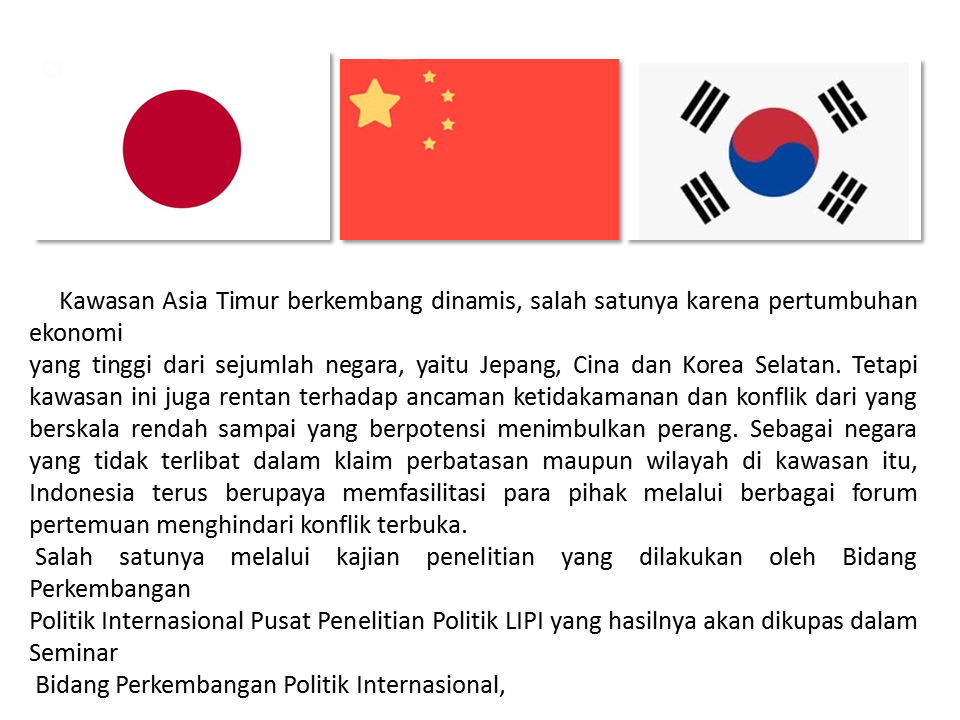 Kawasan Asia Timur berkembang dinamis, salah satunya karena pertumbuhan
ekonomi
yang tinggi dari sejumlah negara, yaitu Jepang, Cina dan Korea Selatan. Tetapi
kawasan ini juga rentan terhadap ancaman ketidakamanan dan konflik dari yang
berskala rendah sampai yang berpotensi menimbulkan perang. Sebagai negara
yang tidak terlibat dalam klaim perbatasan maupun wilayah di kawasan itu,
Indonesia terus berupaya memfasilitasi para pihak melalui berbagai forum
pertemuan menghindari konflik terbuka.
Salah satunya melalui kajian penelitian yang dilakukan oleh Bidang
Perkembangan
Politik Internasional Pusat Penelitian Politik LIPI yang hasilnya akan dikupas dalam
Seminar
Bidang Perkembangan Politik Internasional,